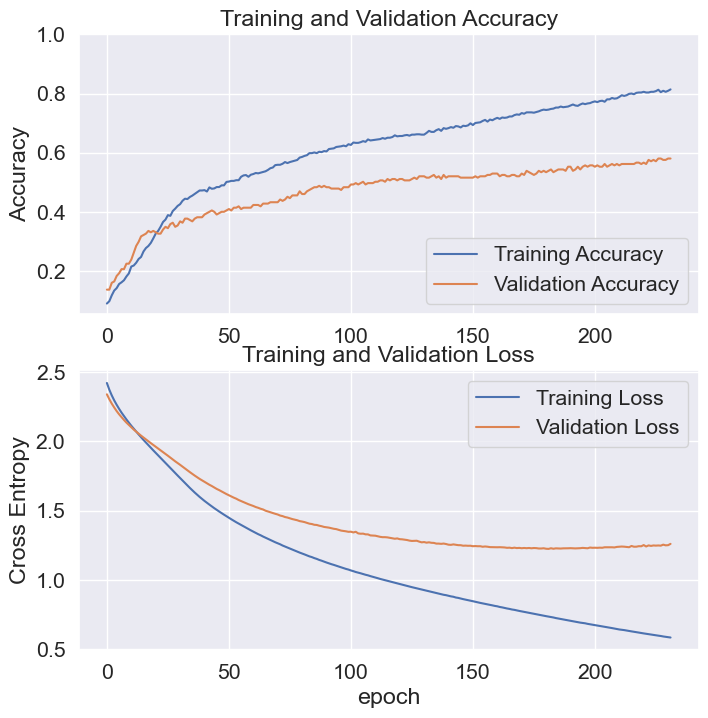 Training and Validation Accuracy
1.0
0.8
0.6
0.4
0.2
Accuracy
Training Accuracy
Validation Accuracy
0 50 100 150 200
Training and Validation Loss
2.5
2.0
1.5
1.0
0.5
Cross Entropy
Training Loss
Validation Loss
0 50 100 150 200
epoch